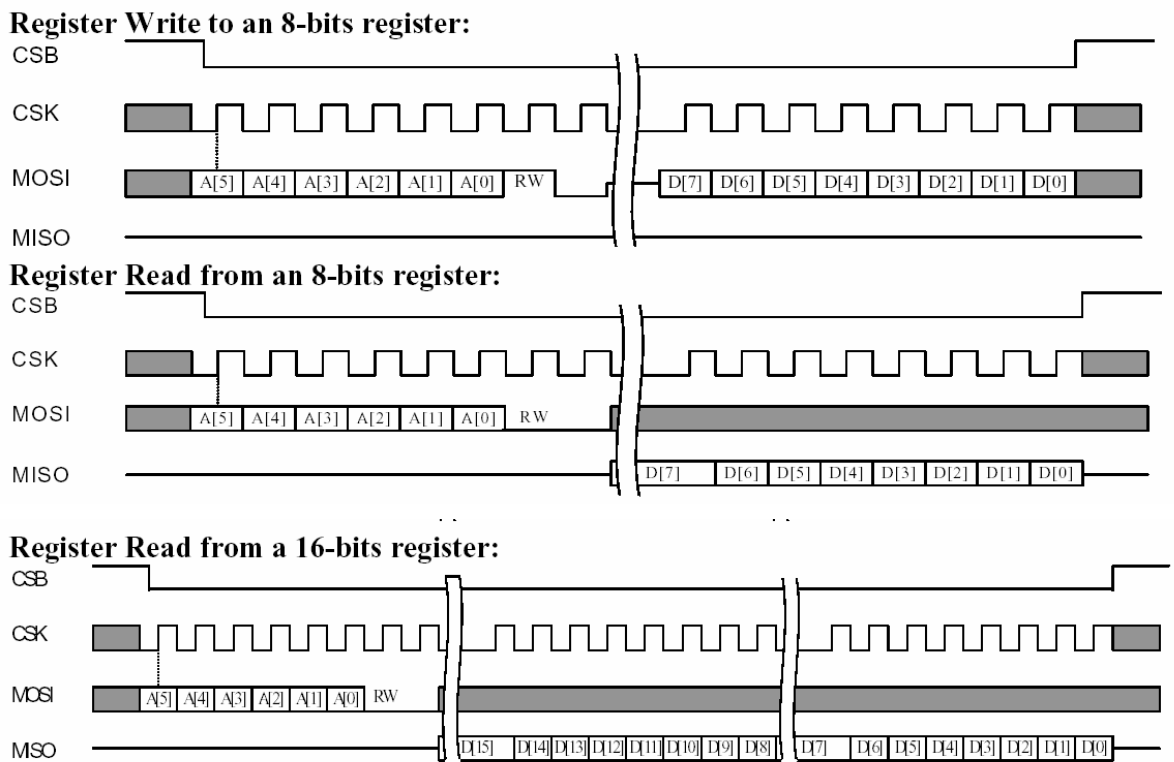 Register Write to an 8-bits register:
CSB
CSK
MOSI A[5] A[4] A[3] A[2] A[1] A[0] RW D[7] D[6] D[5] D[4] D[3] D[2] D[1] D[0]
MISO
Register Read from an 8-bits register:
CSB
CSK
MOSI A[5] A[4] A[3] A[2] A[1] A[0] RW
MISO D[7] D[6] D[5] D[4] D[3] D[2] D[1] D[0]
Register Read from a 16-bits register:
CSB
CSK
MOSI A[5] A[4] A[3] A[2] A[1] A[0] RW
MISO D[15] D[14] D[13] D[12] D[11] D[10] D[9] D[8] D[7] D[6] D[5] D[4] D[3] D[2] D[1] D[0]